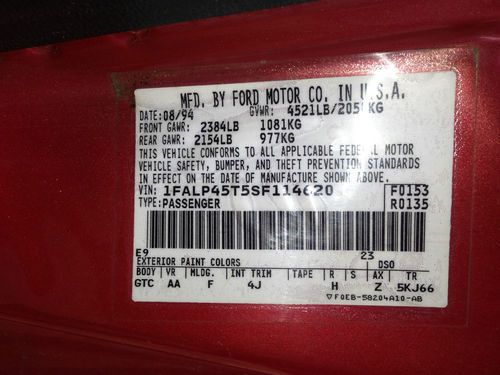 MFD. BY FORD MOTOR CO. IN U.S.A.
DATE: 08/94 GVWR: 4521LB/2050KG
FRONT GAWR: 2384LB 1081KG
REAR GAWR: 2154LB 977KG
THIS VEHICLE CONFORMS TO ALL APPLICABLE FEDERAL MOTOR
VEHICLE SAFETY, BUMPER, AND THEFT PREVENTION STANDARDS
IN EFFECT ON THE DATE OF MANUFACTURE SHOWN ABOVE.
VIN: 1FALP45T5SF114620 F0153
TYPE: PASSENGER R0135
E9 23
EXTERIOR PAINT COLORS DSO
BODY VR MLDG. INT TRIM TAPE R S AX TR
GTC AA F 4J H Z 5KJ66
▽F0EB-58204A10-AB